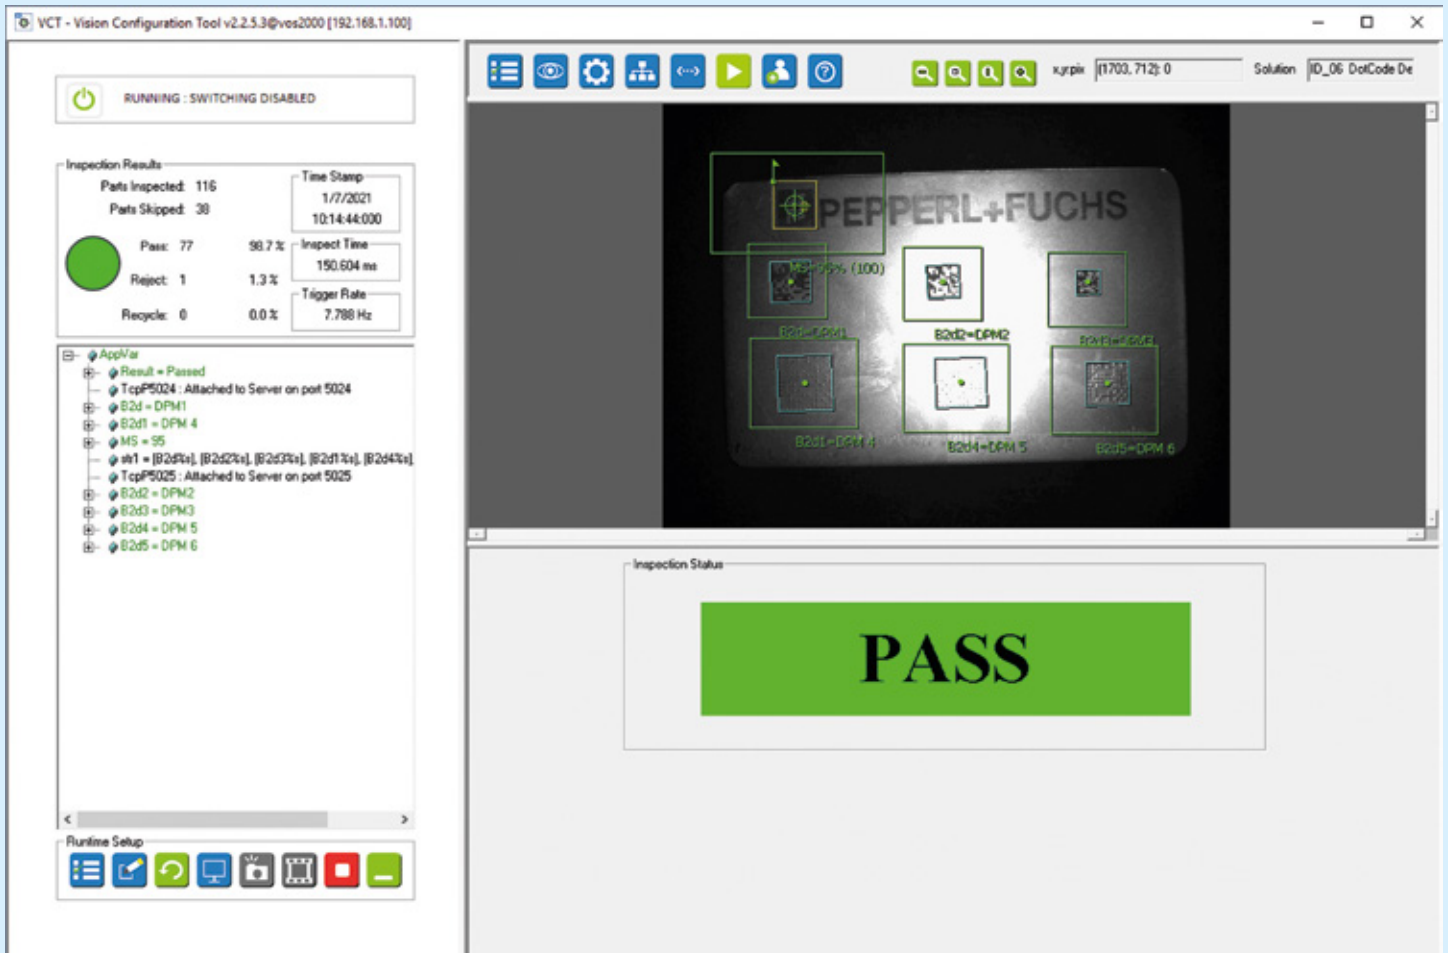 VCT - Vision Configuration Tool v2.2.5.3@vos2000 [192.168.1.100]
RUNNING : SWITCHING DISABLED
Inspection Results
Parts Inspected: 116
Parts Skipped: 38
Pass: 77 98.7 %
Reject: 1 1.3 %
Recycle: 0 0.0 %
Time Stamp
1/7/2021
10:14:44:000
Inspect Time
150.604 ms
Trigger Rate
7.788 Hz
AppVar
Result = Passed
TcpP5024 : Attached to Server on port 5024
B2d = DPM1
B2d1 = DPM 4
MS = 95
str1 = [B2d%s], [B2d2%s], [B2d3%s], [B2d1%s], [B2d4%s]
TcpP5025 : Attached to Server on port 5025
B2d2 = DPM2
B2d3 = DPM3
B2d4 = DPM 5
B2d5 = DPM 6
Runtime Setup
x,y:pix (1703, 712): 0 Solution ID_06 DotCode De
PEPPERL+FUCHS
(100)
B2d=DPM1 B2d2=DPM2 B2d3=DPM3
B2d1=DPM 4 B2d4=DPM 5 B2d5=DPM 6
Inspection Status
PASS